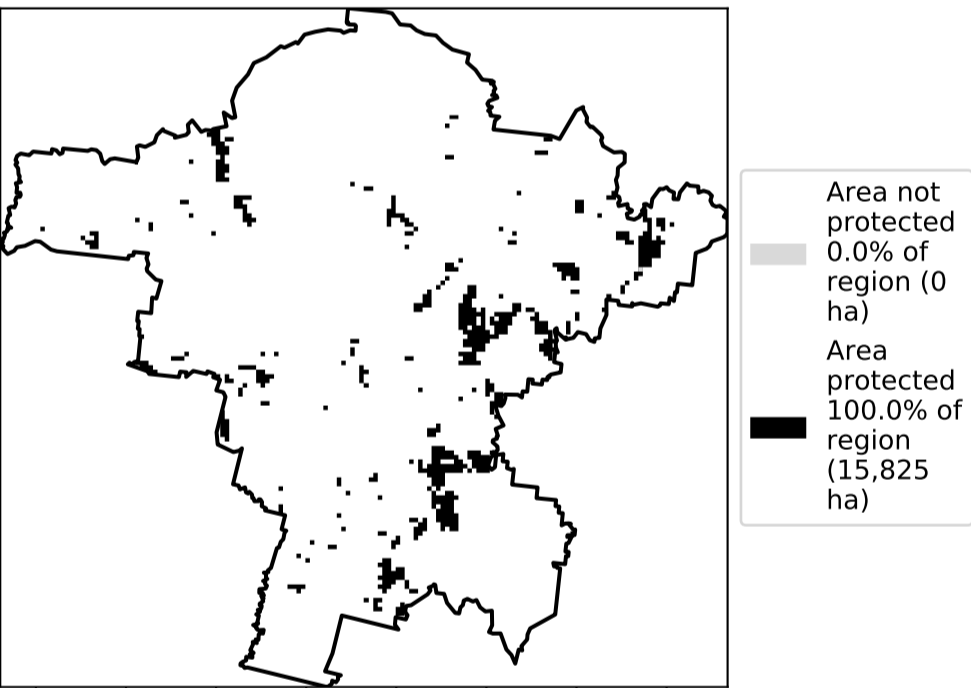 Area not
protected
0.0% of
region (0
ha)
Area
protected
100.0% of
region
(15,825
ha)